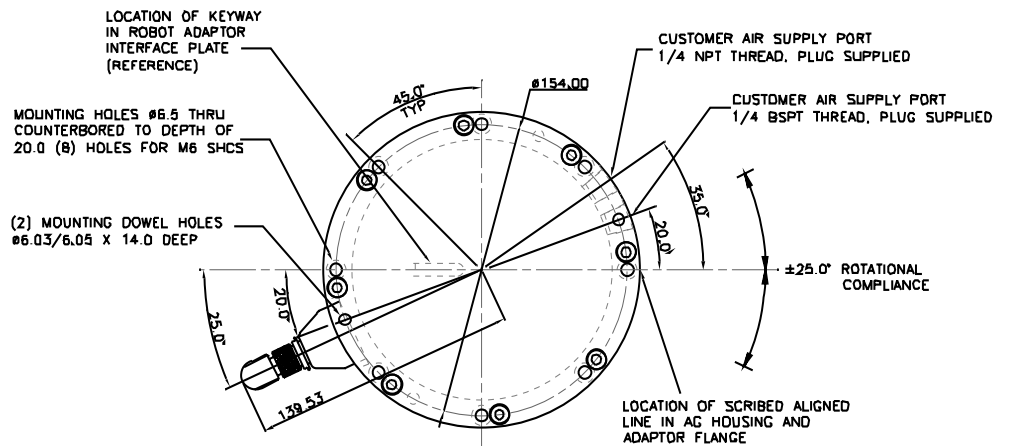 LOCATION OF KEYWAY
IN ROBOT ADAPTOR
INTERFACE PLATE
(REFERENCE)
CUSTOMER AIR SUPPLY PORT
1/4 NPT THREAD, PLUG SUPPLIED
ø154.00
45.0°
TYP
CUSTOMER AIR SUPPLY PORT
1/4 BSPT THREAD, PLUG SUPPLIED
MOUNTING HOLES ø6.5 THRU
COUNTERBORED TO DEPTH OF
20.0 (8) HOLES FOR M6 SHCS
35.0°
(2) MOUNTING DOWEL HOLES
ø6.03/6.05 X 14.0 DEEP
20.0°
±25.0° ROTATIONAL
COMPLIANCE
20.0°
25.0°
139.53
LOCATION OF SCRIBED ALIGNED
LINE IN AG HOUSING AND
ADAPTOR FLANGE